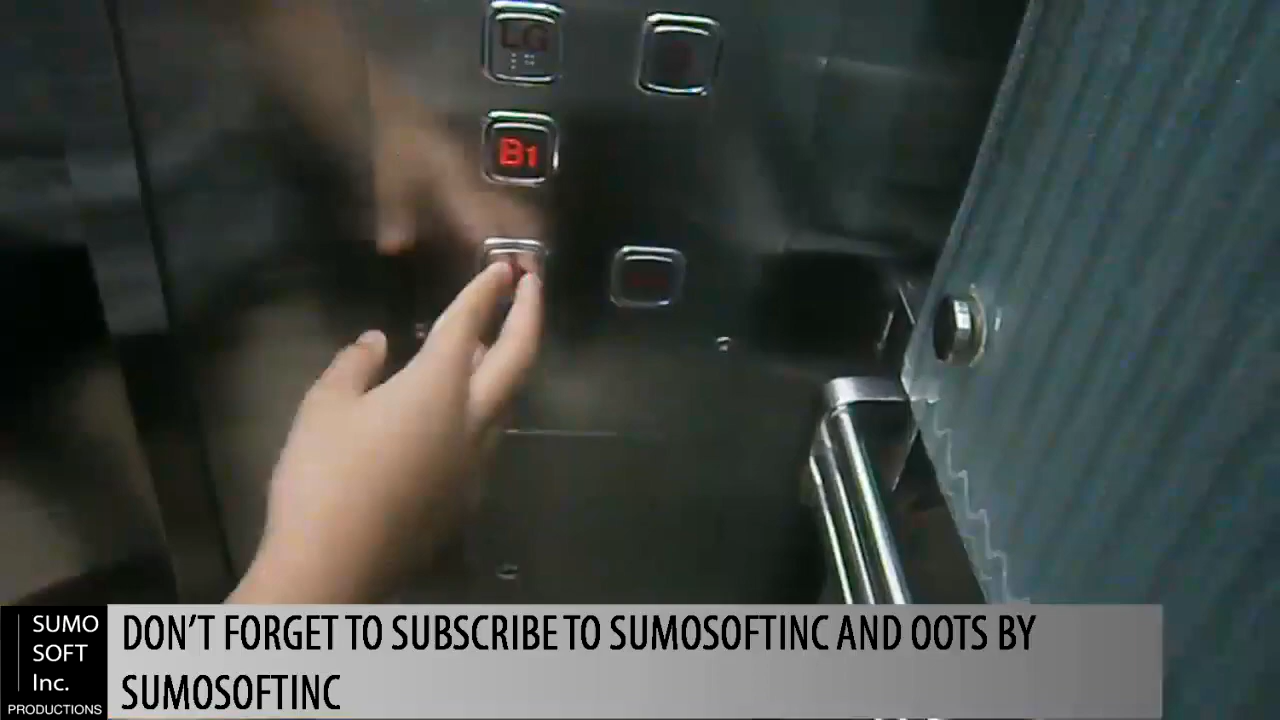 LG
B1
SUMO
SOFT
Inc.
PRODUCTIONS
DON'T FORGET TO SUBSCRIBE TO SUMOSOFTINC AND OOTS BY
SUMOSOFTINC